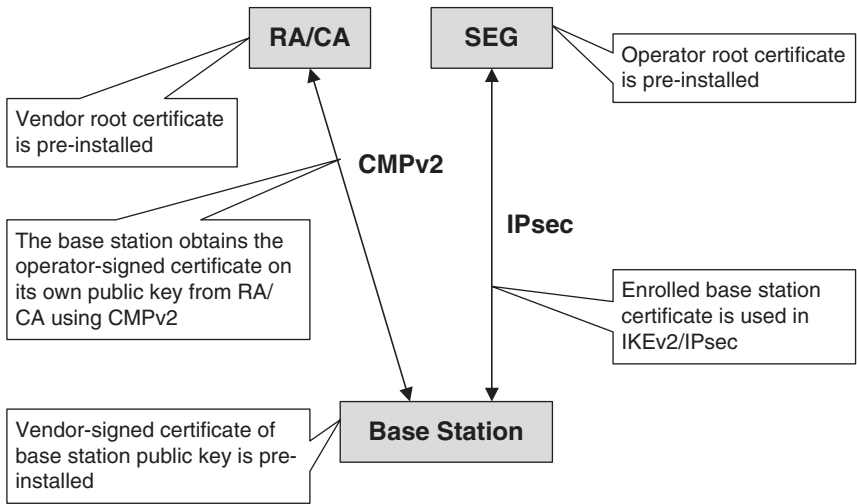 RA/CA
SEG
Operator root certificate
is pre-installed
Vendor root certificate
is pre-installed
CMPv2
The base station obtains the
operator-signed certificate on
its own public key from RA/
CA using CMPv2
IPsec
Enrolled base station
certificate is used in
IKEv2/IPsec
Vendor-signed certificate of
base station public key is pre-
installed
Base Station